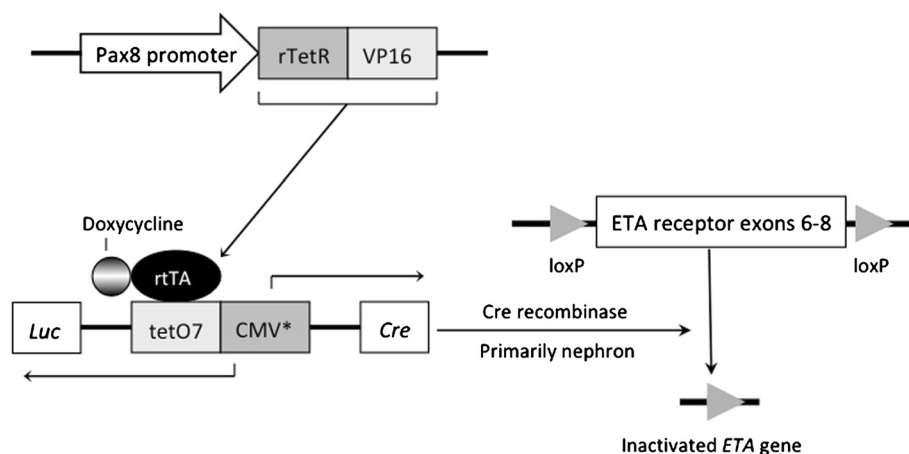 Pax8 promoter
rTetR
VP16
Doxycycline
rtTA
Luc
tetO7
CMV*
Cre
Cre recombinase
Primarily nephron
ETA receptor exons 6-8
loxP
loxP
Inactivated ETA gene